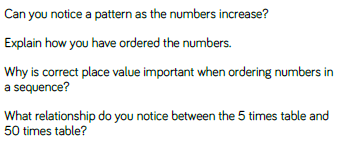 Can you notice a pattern as the numbers increase?
Explain how you have ordered the numbers.
Why is correct place value important when ordering numbers in
a sequence?
What relationship do you notice between the 5 times table and
50 times table?